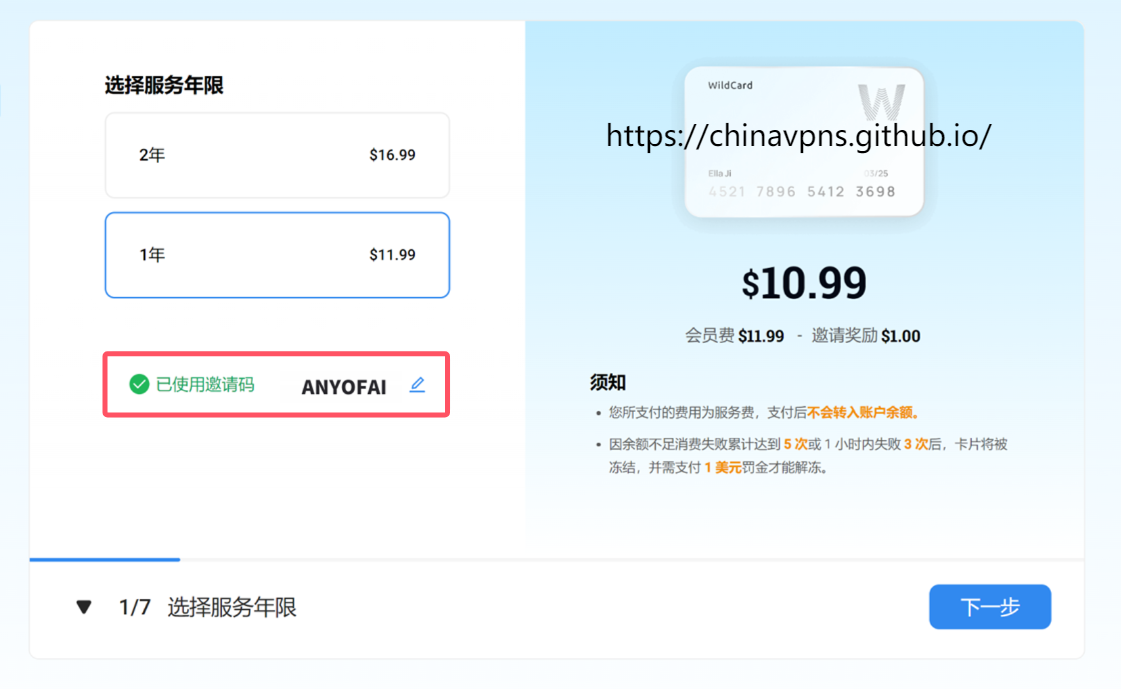 选择服务年限
2年 $16.99
1年 $11.99
已使用邀请码 ANYOFAI
WildCard
W
https://chinavpns.github.io/
Ella Ji 03/25
4521 7896 5412 3698
$10.99
会员费 $11.99 - 邀请奖励 $1.00
须知
• 您所支付的费用为服务费，支付后不会转入账户余额。
• 因余额不足消费失败累计达到 5 次或 1 小时内失败 3 次后，卡片将被
冻结，并需支付 1 美元罚金才能解冻。
1/7 选择服务年限
下一步